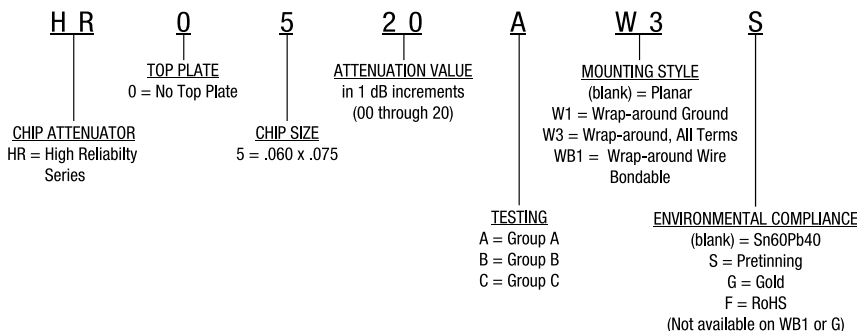 H R 0 5 2 0 A W 3 S
TOP PLATE
0 = No Top Plate
ATTENUATION VALUE
in 1 dB increments
(00 through 20)
MOUNTING STYLE
(blank) = Planar
W1 = Wrap-around Ground
W3 = Wrap-around, All Terms
WB1 = Wrap-around Wire
Bondable
CHIP ATTENUATOR
HR = High Reliabilty
Series
CHIP SIZE
5 = .060 x .075
TESTING
A = Group A
B = Group B
C = Group C
ENVIRONMENTAL COMPLIANCE
(blank) = Sn60Pb40
S = Pretinning
G = Gold
F = RoHS
(Not available on WB1 or G)